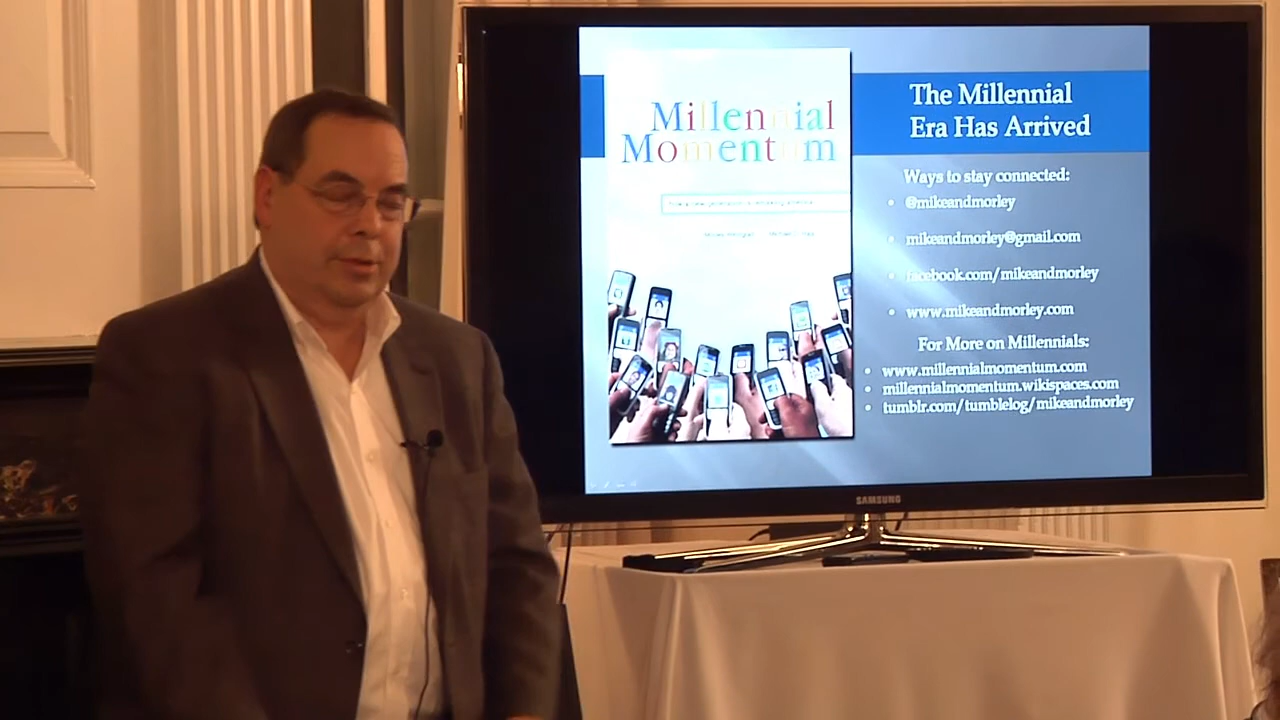 Millennial
Momentum
The Millennial
Era Has Arrived
Ways to stay connected:
• @mikeandmorley
• mikeandmorley@gmail.com
• facebook.com/mikeandmorley
• www.mikeandmorley.com
For More on Millennials:
• www.millennialmomentum.com
• millennialmomentum.wikispaces.com
• tumblr.com/tumblelog/mikeandmorley
SAMSUNG